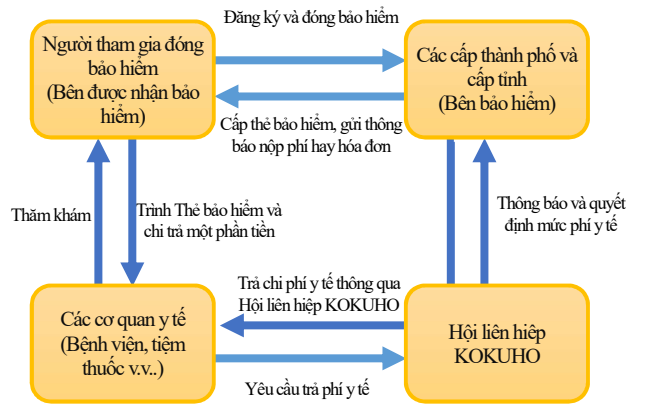 Đăng ký và đóng bảo hiểm
Người tham gia đóng
bảo hiểm
(Bên được nhận bảo
hiểm)
Các cấp thành phố và
cấp tỉnh
(Bên bảo hiểm)
Cấp thẻ bảo hiểm, gửi thông
báo nộp phí hay hóa đơn
Thăm khám
Trình Thẻ bảo hiểm và
chi trả một phần tiền
Thông báo và quyết
định mức phí y tế
Trả chi phí y tế thông qua
Hội liên hiệp KOKUHO
Các cơ quan y tế
(Bệnh viện, tiệm
thuốc v.v..)
Hội liên hiêp
KOKUHO
Yêu cầu trả phí y tế